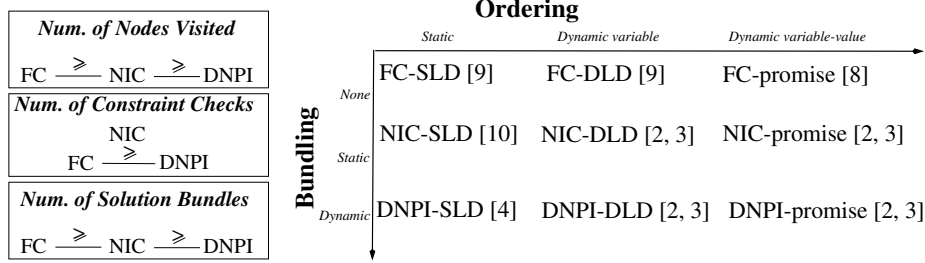 Num. of Nodes Visited
FC ⩾ NIC ⩾ DNPI
Num. of Constraint Checks
NIC
FC ⩾ DNPI
Num. of Solution Bundles
FC ⩾ NIC ⩾ DNPI
Ordering
Static Dynamic variable Dynamic variable-value
Bundling
None FC-SLD [9] FC-DLD [9] FC-promise [8]
Static NIC-SLD [10] NIC-DLD [2, 3] NIC-promise [2, 3]
Dynamic DNPI-SLD [4] DNPI-DLD [2, 3] DNPI-promise [2, 3]